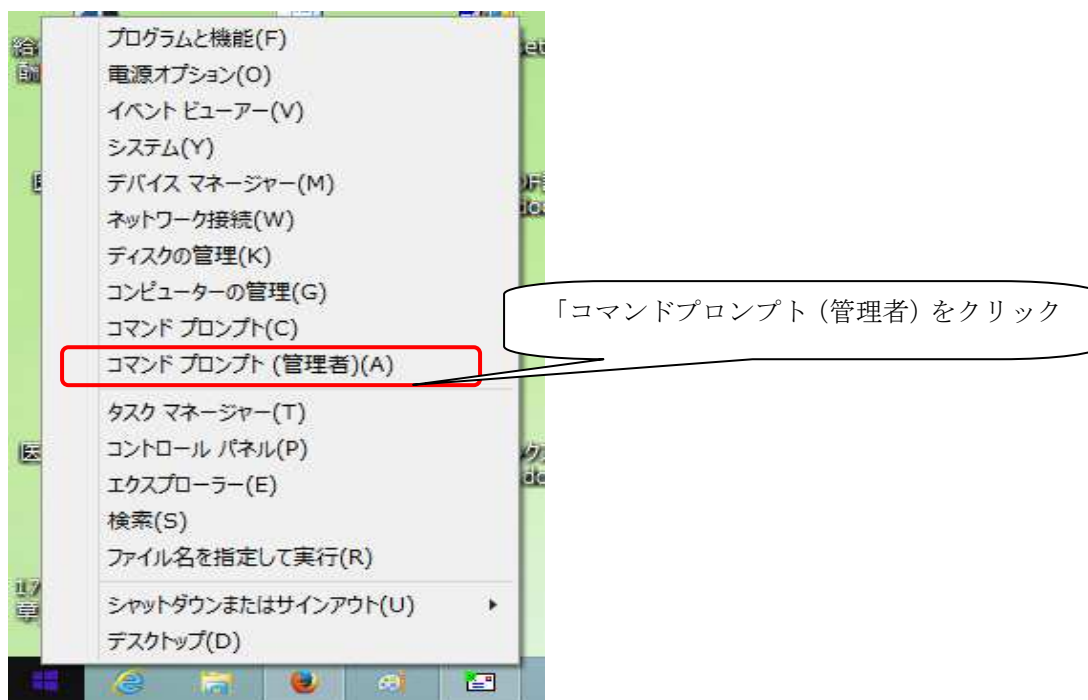 プログラムと機能(F)
電源オプション(O)
イベント ビューアー(V)
システム(Y)
デバイス マネージャー(M)
ネットワーク接続(W)
ディスクの管理(K)
コンピューターの管理(G)
コマンド プロンプト(C)
コマンド プロンプト (管理者)(A)
「コマンドプロンプト（管理者）をクリック
タスク マネージャー(T)
コントロール パネル(P)
エクスプローラー(E)
検索(S)
ファイル名を指定して実行(R)
シャットダウンまたはサインアウト(U)
デスクトップ(D)